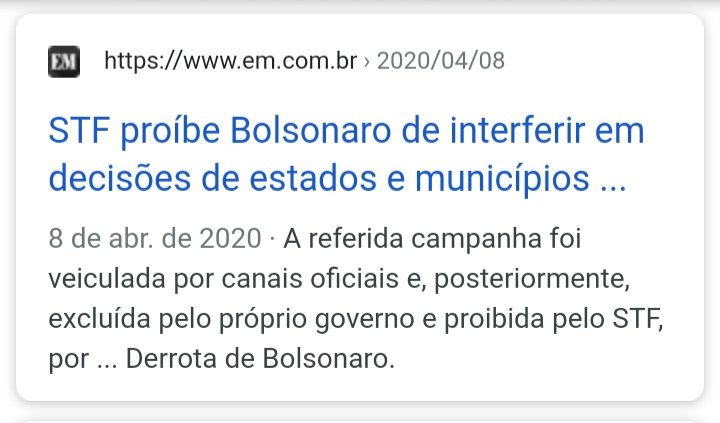 EM https://www.em.com.br › 2020/04/08
STF proíbe Bolsonaro de interferir em
decisões de estados e municípios ...
8 de abr. de 2020 · A referida campanha foi
veiculada por canais oficiais e, posteriormente,
excluída pelo próprio governo e proibida pelo STF,
por ... Derrota de Bolsonaro.